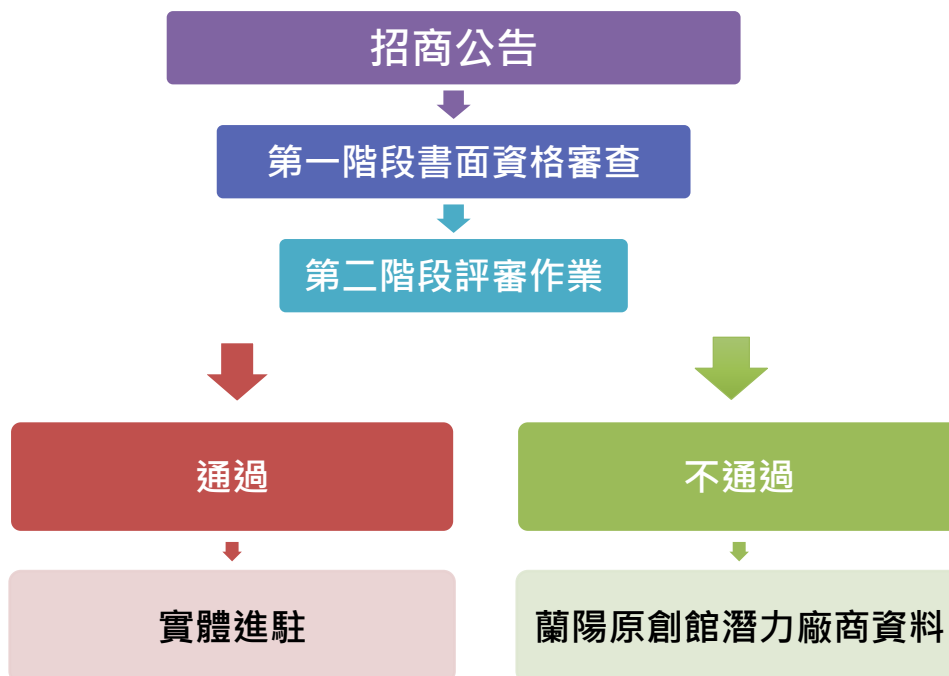 招商公告
第一階段書面資格審查
第二階段評審作業
通過
不通過
實體進駐
蘭陽原創館潛力廠商資料